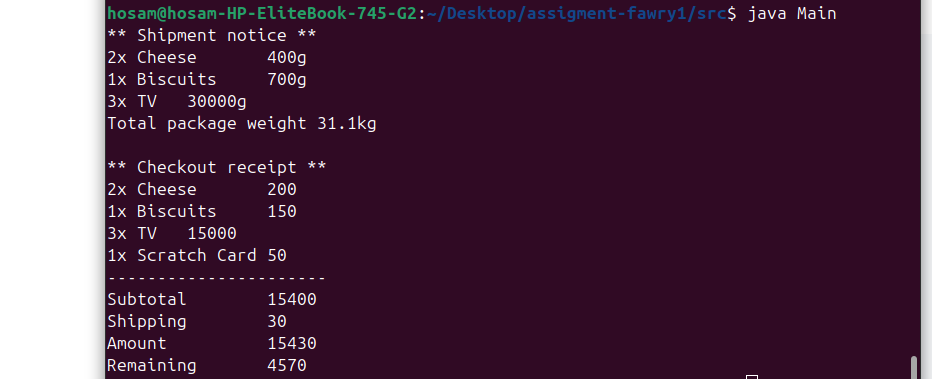 hosam@hosam-HP-EliteBook-745-G2:~/Desktop/assigment-fawry1/src$ java Main
** Shipment notice **
2x Cheese       400g
1x Biscuits     700g
3x TV   30000g
Total package weight 31.1kg

** Checkout receipt **
2x Cheese       200
1x Biscuits     150
3x TV   15000
1x Scratch Card 50
----------------------
Subtotal        15400
Shipping        30
Amount          15430
Remaining       4570